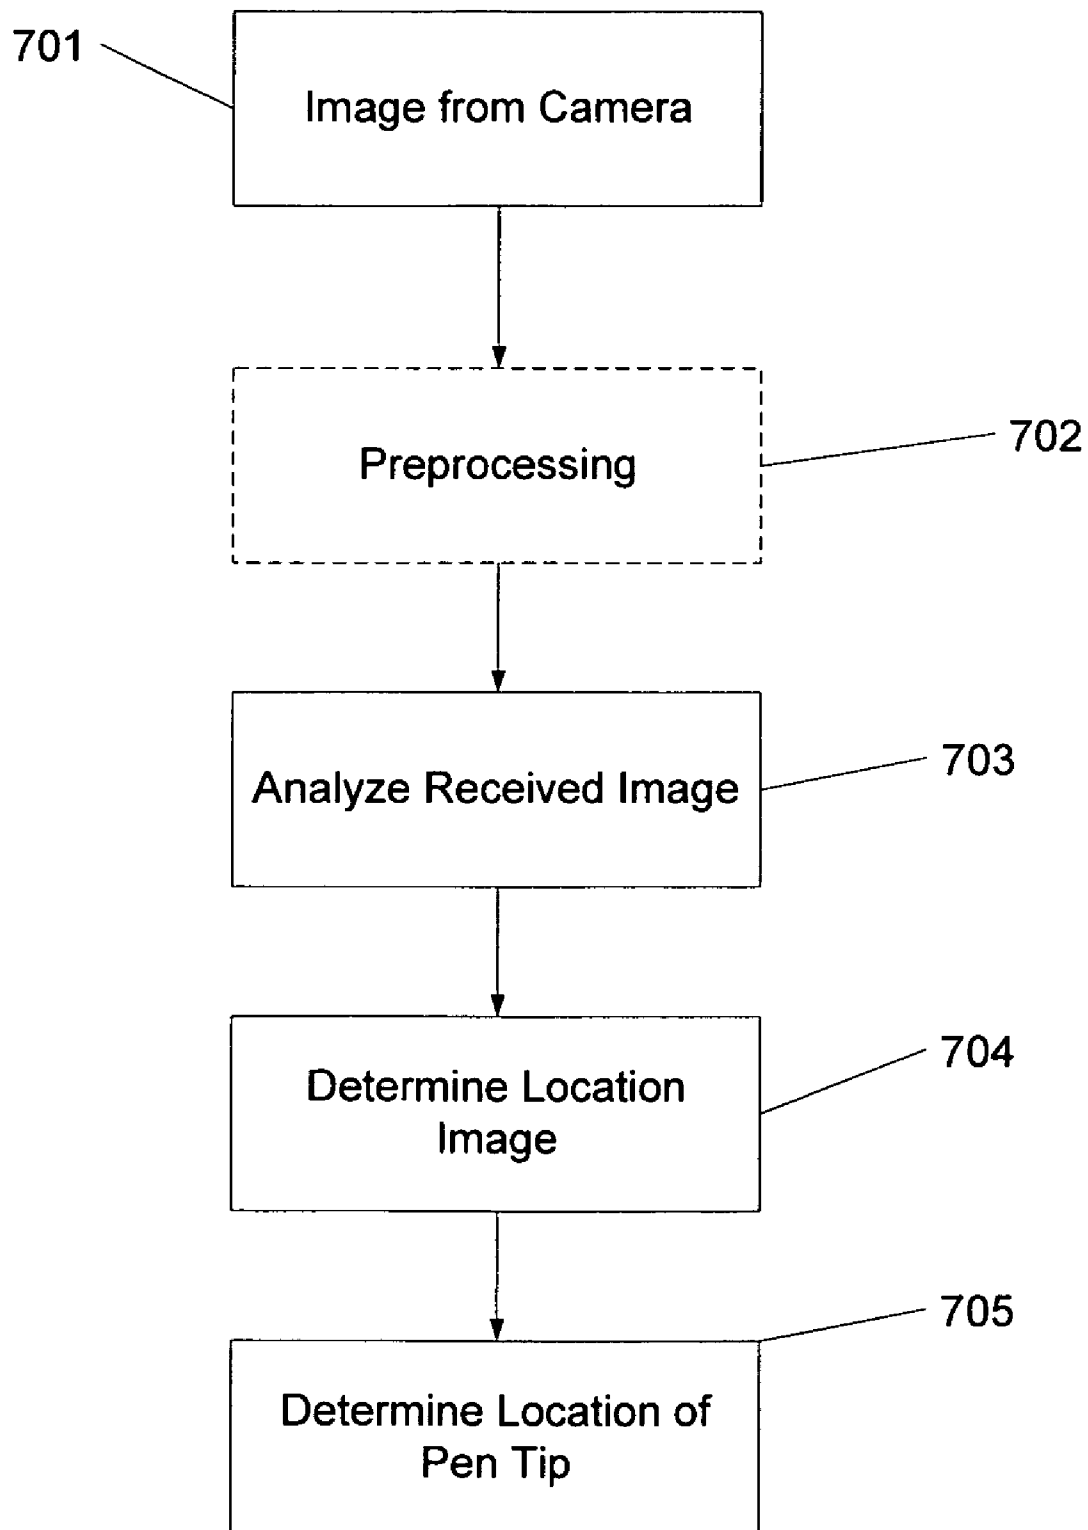 701
Image from Camera
Preprocessing
702
Analyze Received Image
703
Determine Location
Image
704
705
Determine Location of
Pen Tip